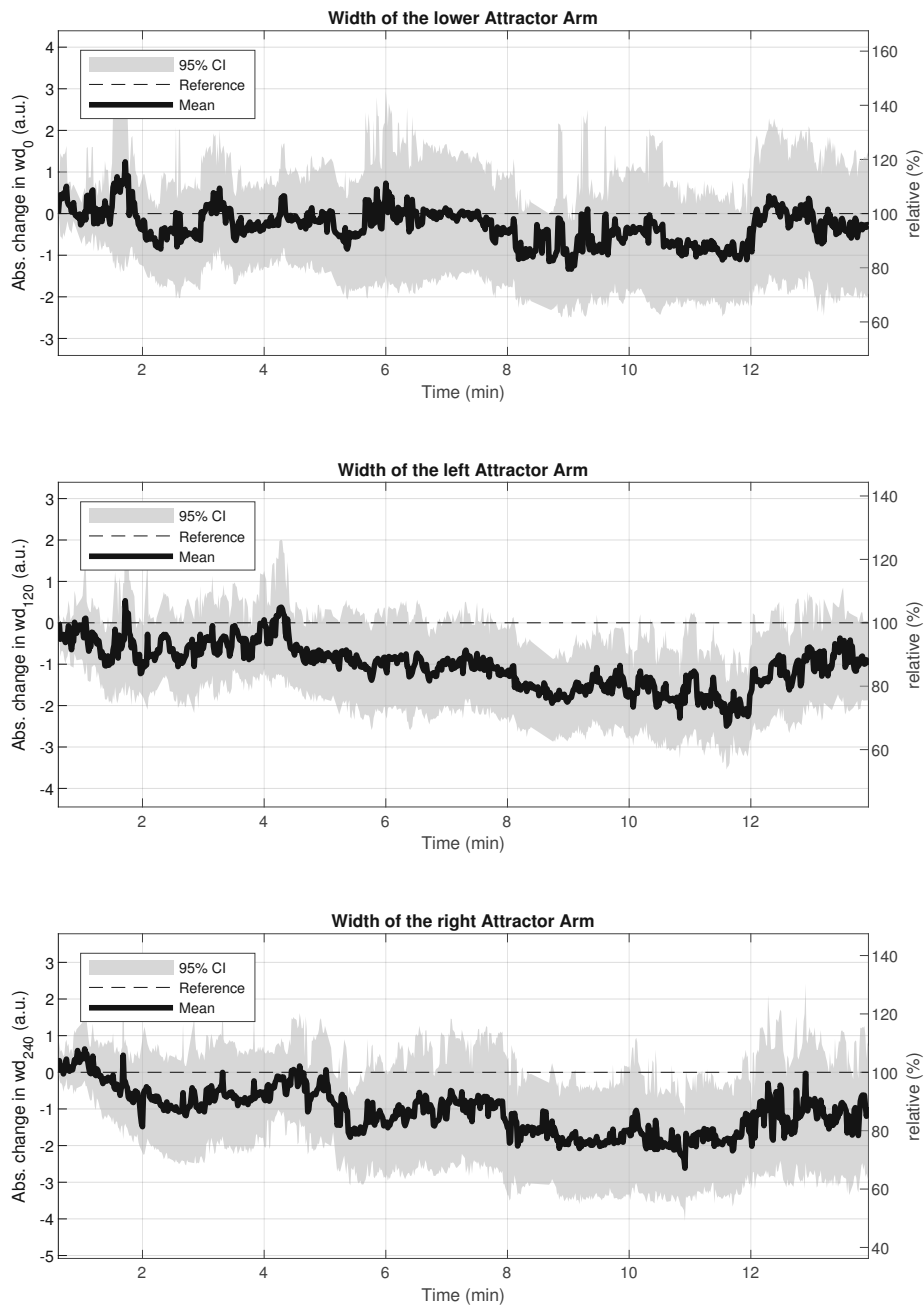 Width of the lower Attractor Arm
4
3
2
1
0
-1
-2
-3
Abs. change in wd0 (a.u.)
95% CI
Reference
Mean
160
140
120
100
80
60
relative (%)
2 4 6 8 10 12
Time (min)
Width of the left Attractor Arm
3
2
1
0
-1
-2
-3
-4
Abs. change in wd120 (a.u.)
95% CI
Reference
Mean
140
120
100
80
60
relative (%)
2 4 6 8 10 12
Time (min)
Width of the right Attractor Arm
3
2
1
0
-1
-2
-3
-4
-5
Abs. change in wd240 (a.u.)
95% CI
Reference
Mean
140
120
100
80
60
40
relative (%)
2 4 6 8 10 12
Time (min)